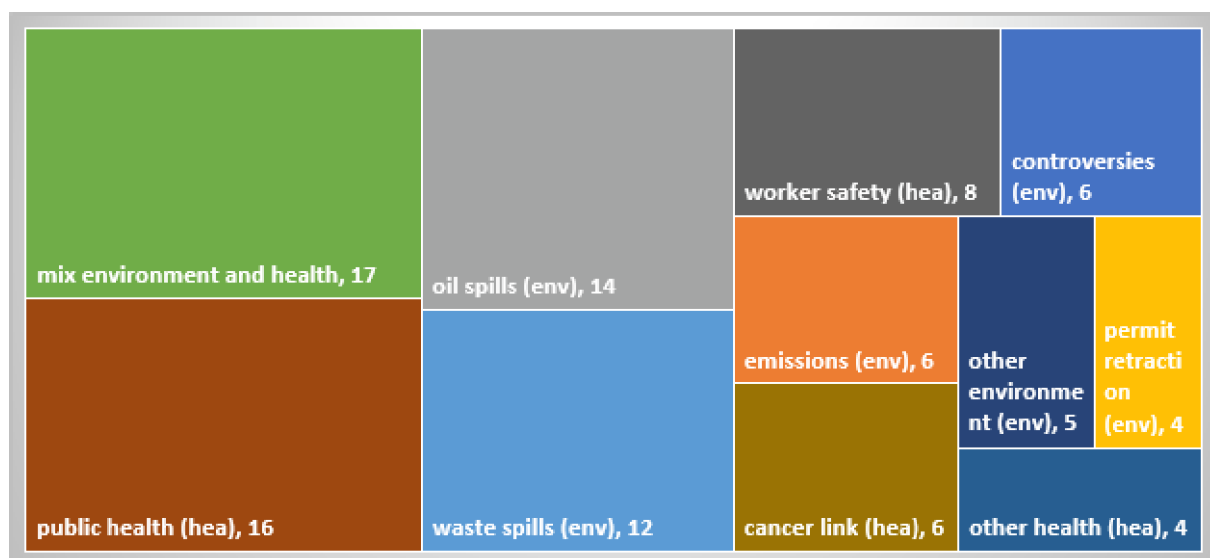 mix environment and health, 17
public health (hea), 16
oil spills (env), 14
waste spills (env), 12
worker safety (hea), 8
controversies
(env), 6
emissions (env), 6
cancer link (hea), 6
other
environme
nt (env), 5
permit
retracti
on
(env), 4
other health (hea), 4